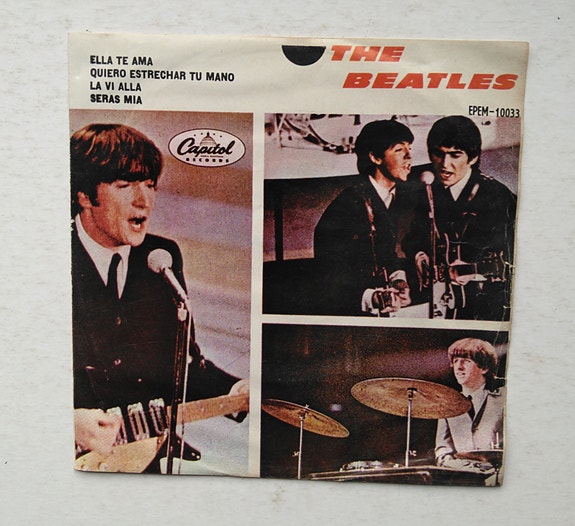 ELLA TE AMA
QUIERO ESTRECHAR TU MANO
LA VI ALLA
SERAS MIA
THE
BEATLES
EPEM-10033
Capitol
RECORDS